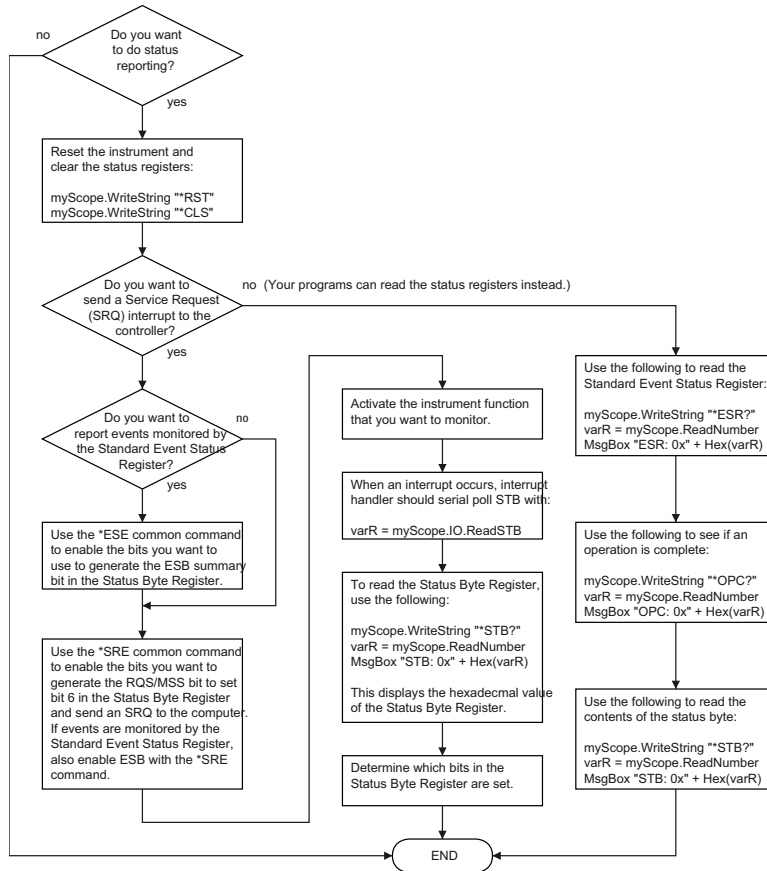 Do you want
to do status
reporting?
no
yes
Reset the instrument and
clear the status registers:
myScope.WriteString "*RST"
myScope.WriteString "*CLS"
Do you want to
send a Service Request
(SRQ) interrupt to the
controller?
no (Your programs can read the status registers instead.)
yes
Do you want to
report events monitored by
the Standard Event Status
Register?
no
yes
Use the *ESE common command
to enable the bits you want to
use to generate the ESB summary
bit in the Status Byte Register.
Use the *SRE common command
to enable the bits you want to
generate the RQS/MSS bit to set
bit 6 in the Status Byte Register
and send an SRQ to the computer.
If events are monitored by the
Standard Event Status Register,
also enable ESB with the *SRE
command.
Activate the instrument function
that you want to monitor.
When an interrupt occurs, interrupt
handler should serial poll STB with:
varR = myScope.IO.ReadSTB
To read the Status Byte Register,
use the following:
myScope.WriteString "*STB?"
varR = myScope.ReadNumber
MsgBox "STB: 0x" + Hex(varR)
This displays the hexadecmal value
of the Status Byte Register.
Determine which bits in the
Status Byte Register are set.
Use the following to read the
Standard Event Status Register:
myScope.WriteString "*ESR?"
varR = myScope.ReadNumber
MsgBox "ESR: 0x" + Hex(varR)
Use the following to see if an
operation is complete:
myScope.WriteString "*OPC?"
varR = myScope.ReadNumber
MsgBox "OPC: 0x" + Hex(varR)
Use the following to read the
contents of the status byte:
myScope.WriteString "*STB?"
varR = myScope.ReadNumber
MsgBox "STB: 0x" + Hex(varR)
END